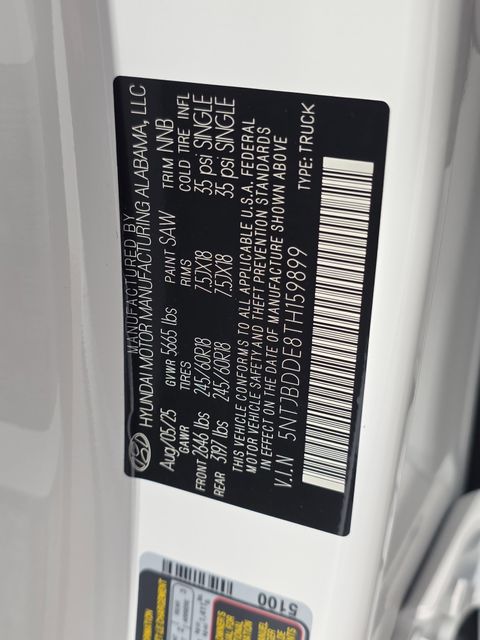 MANUFACTURED BY
HYUNDAI MOTOR MANUFACTURING ALABAMA, LLC
Aug/05/25 GVWR 5665 lbs PAINT SAW TRIM NNB
GAWR TIRES RIMS COLD TIRE INFL
FRONT 2646 lbs 245/60R18 7.5JX18 35 psi SINGLE
REAR 3197 lbs 245/60R18 7.5JX18 35 psi SINGLE
THIS VEHICLE CONFORMS TO ALL APPLICABLE U.S.A. FEDERAL
MOTOR VEHICLE SAFETY AND THEFT PREVENTION STANDARDS
IN EFFECT ON THE DATE OF MANUFACTURE SHOWN ABOVE
V.I.N 5NTJBDDE8TH159899 TYPE: TRUCK
5100